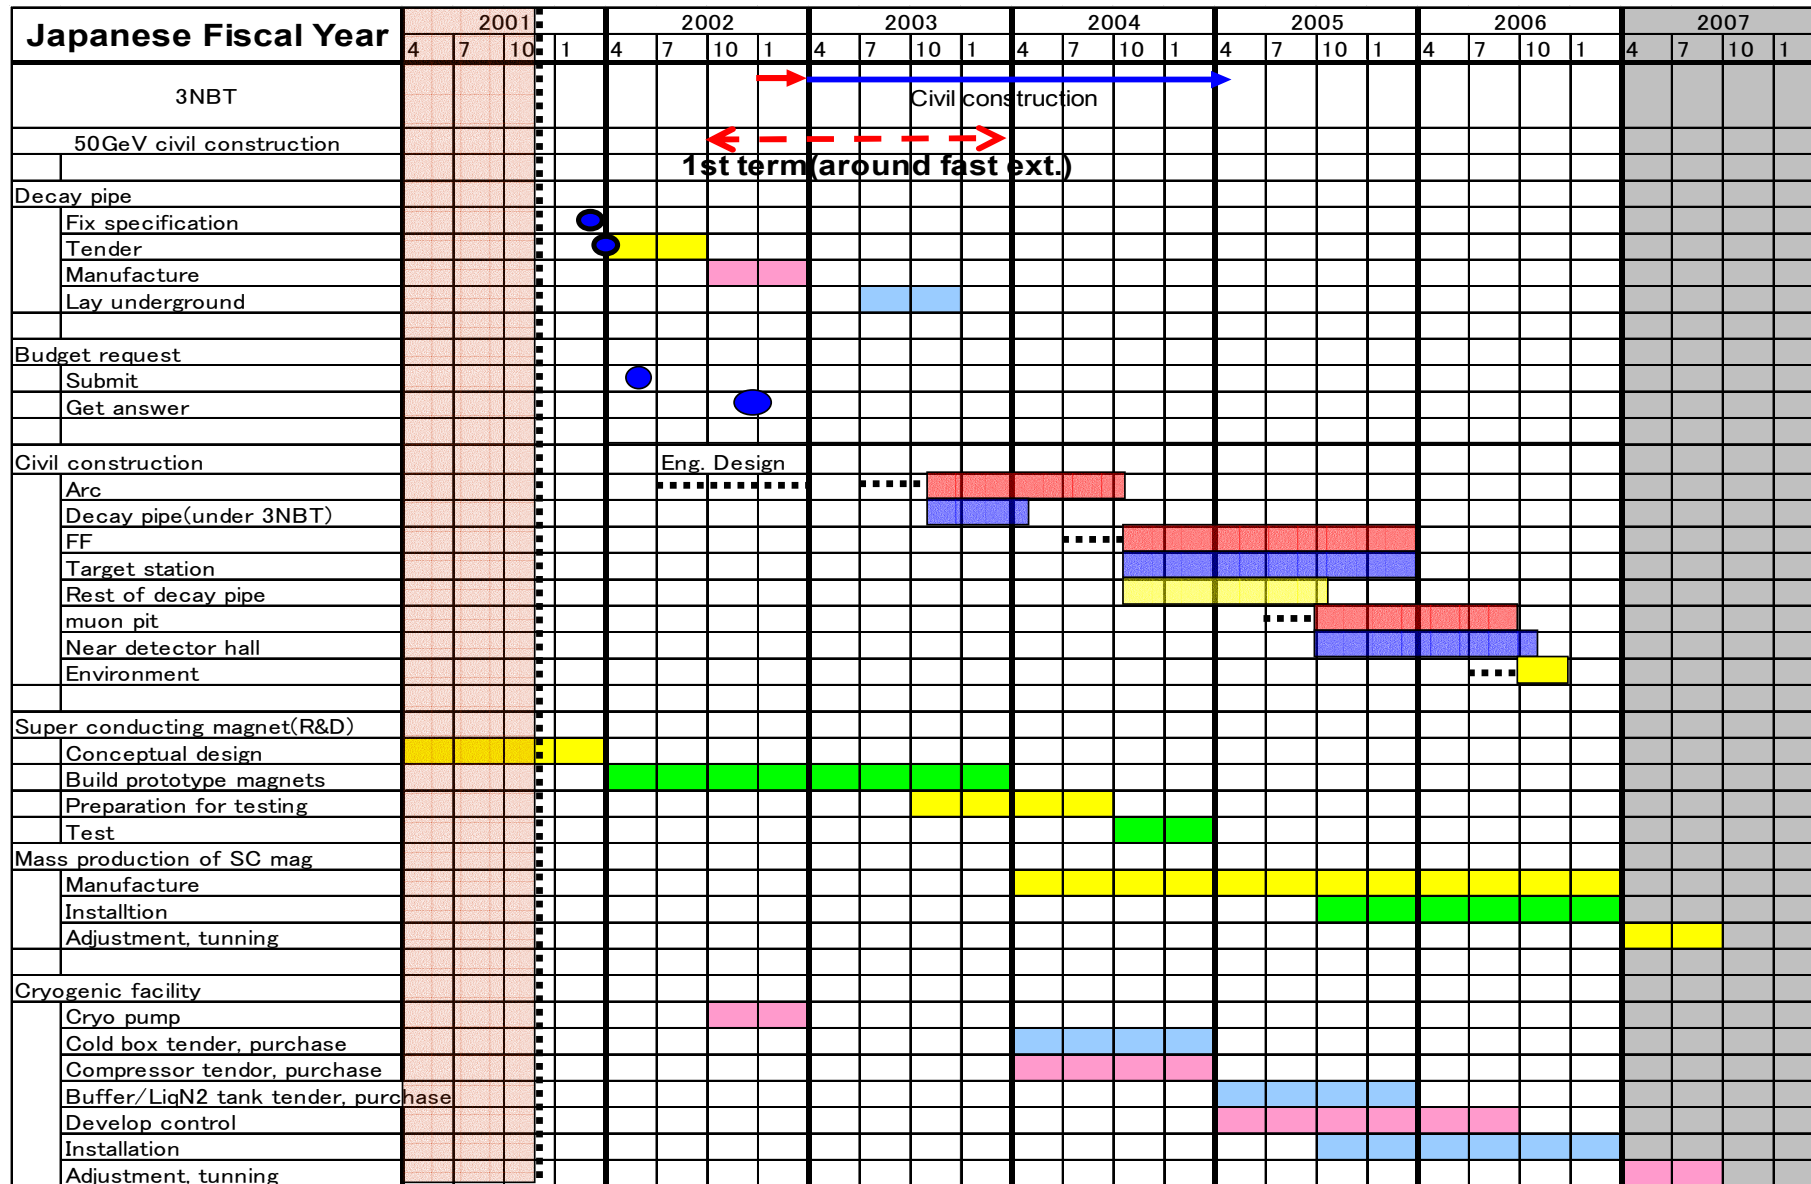 Japanese Fiscal Year 2001 2002 2003 2004 2005 2006 2007
4 7 10 1 4 7 10 1 4 7 10 1 4 7 10 1 4 7 10 1 4 7 10 1 4 7 10 1
3NBT
Civil construction
50GeV civil construction
1st term(around fast ext.)
Decay pipe
Fix specification
Tender
Manufacture
Lay underground
Budget request
Submit
Get answer
Civil construction Eng. Design
Arc
Decay pipe(under 3NBT)
FF
Target station
Rest of decay pipe
muon pit
Near detector hall
Environment
Super conducting magnet(R&D)
Conceptual design
Build prototype magnets
Preparation for testing
Test
Mass production of SC mag
Manufacture
Installtion
Adjustment, tunning
Cryogenic facility
Cryo pump
Cold box tender, purchase
Compressor tendor, purchase
Buffer/LiqN2 tank tender, purchase
Develop control
Installation
Adjustment, tunning